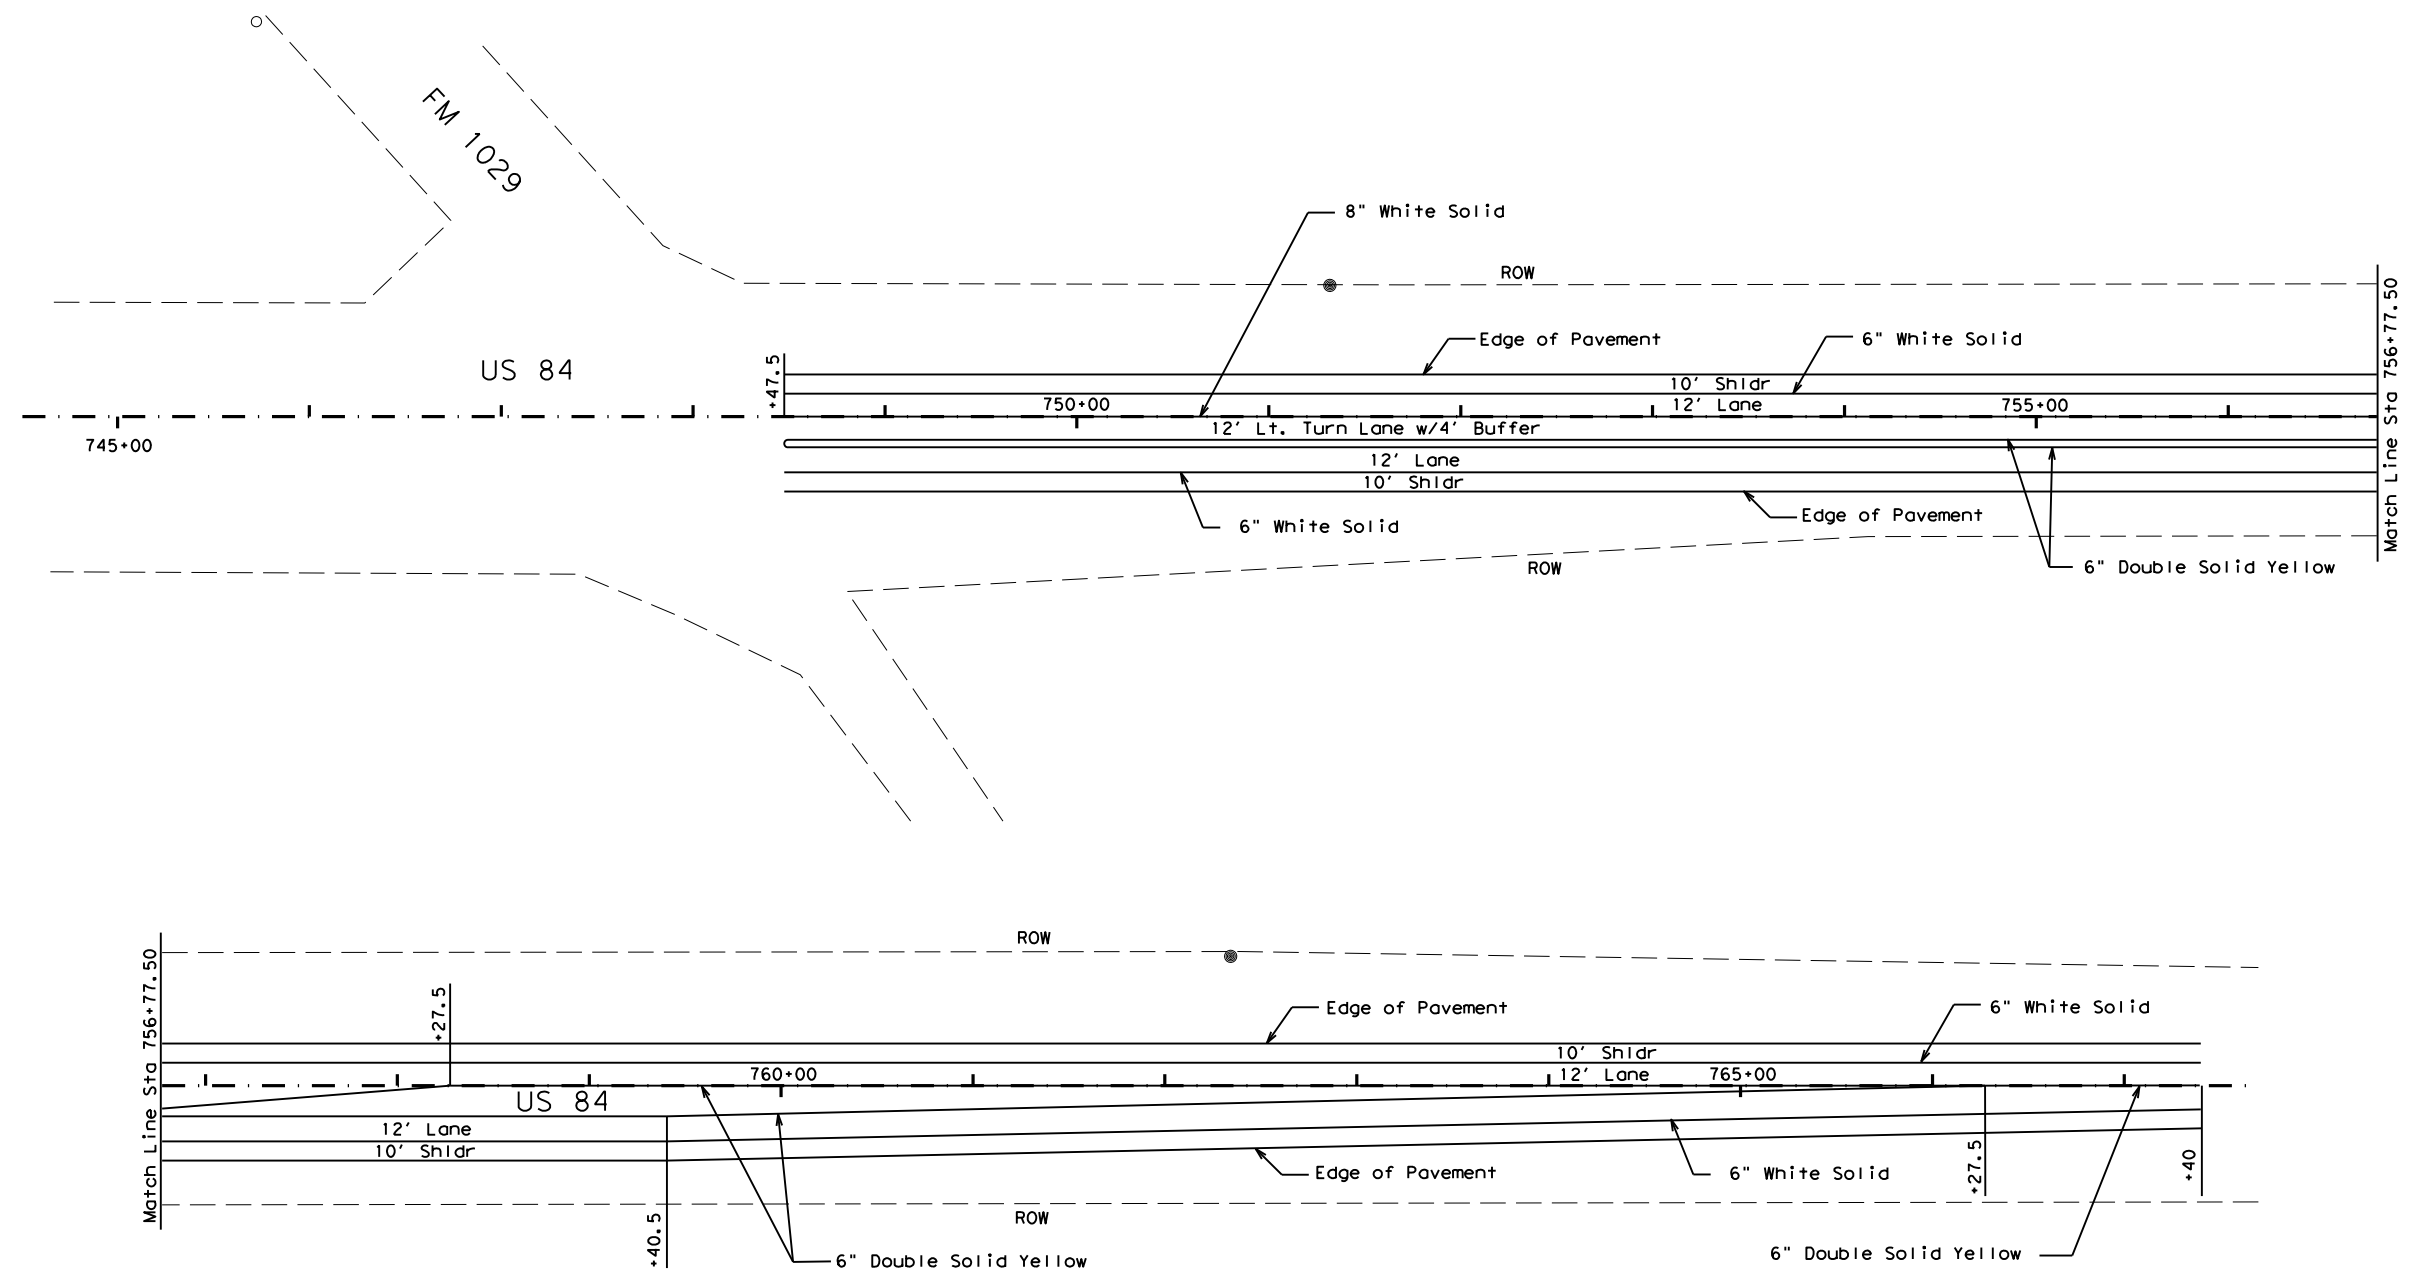 FM 1029
8" White Solid
ROW
Edge of Pavement
6" White Solid
US 84
+47.5
10' Shldr
750+00
12' Lane
755+00
745+00
12' Lt. Turn Lane w/4' Buffer
12' Lane
10' Shldr
6" White Solid
Edge of Pavement
ROW
6" Double Solid Yellow
Match Line Sta 756+77.50
ROW
Match Line Sta 756+77.50
+27.5
Edge of Pavement
6" White Solid
10' Shldr
760+00
12' Lane
765+00
US 84
12' Lane
10' Shldr
Edge of Pavement
6" White Solid
+27.5
+40
ROW
+40.5
6" Double Solid Yellow
6" Double Solid Yellow